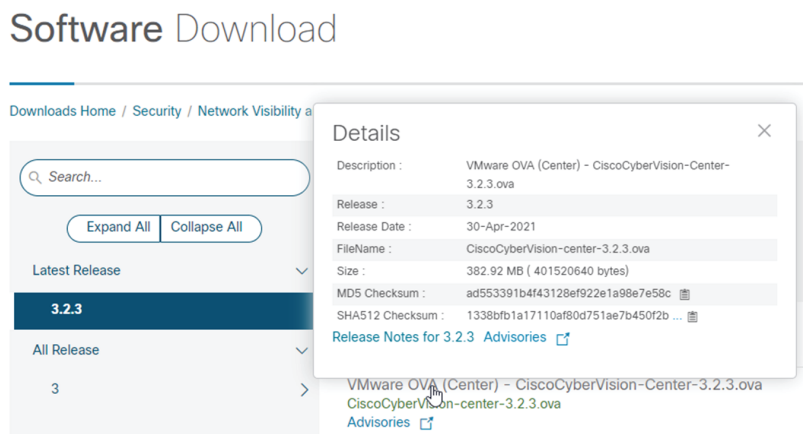 Software Download
Downloads Home / Security / Network Visibility a
Search...
Expand All
Collapse All
Latest Release
3.2.3
All Release
3
Details
Description :
VMware OVA (Center) - CiscoCyberVision-Center-
3.2.3.ova
Release :
3.2.3
Release Date :
30-Apr-2021
FileName :
CiscoCyberVision-center-3.2.3.ova
Size :
382.92 MB ( 401520640 bytes)
MD5 Checksum :
ad553391b4f43128ef922e1a98e7e58c
SHA512 Checksum :
1338bfb1a17110af80d751ae7b450f2b ...
Release Notes for 3.2.3 Advisories
VMware OVA (Center) - CiscoCyberVision-Center-3.2.3.ova
CiscoCyberVision-center-3.2.3.ova
Advisories